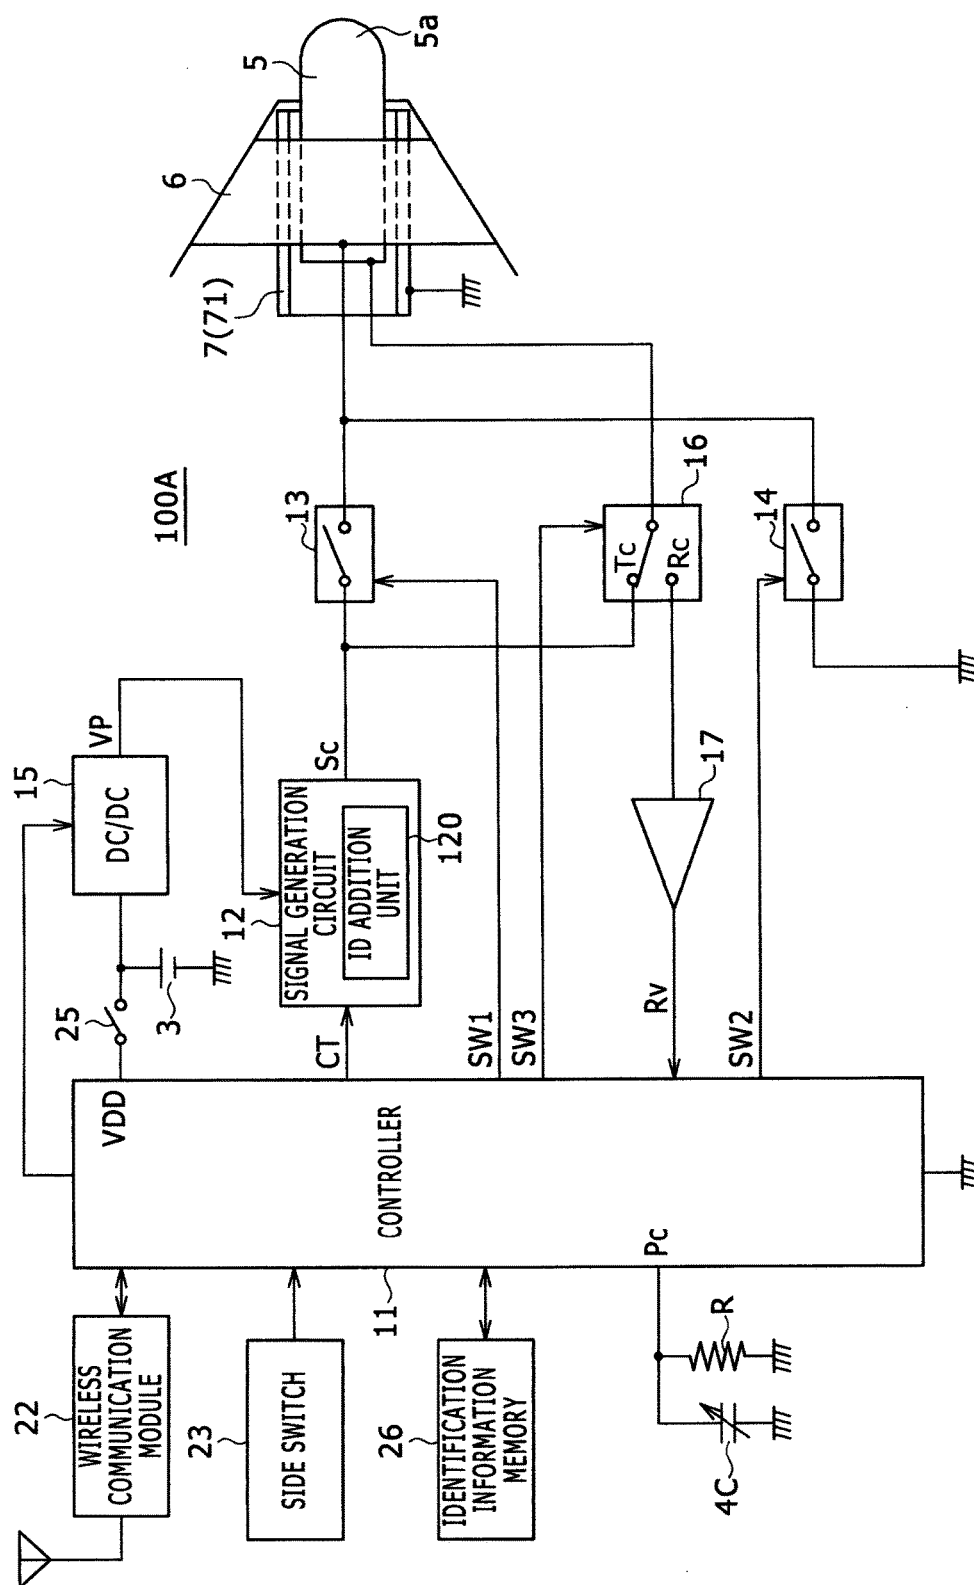 100A
22
WIRELESS
COMMUNICATION
MODULE
23
SIDE SWITCH
26
IDENTIFICATION
INFORMATION
MEMORY
4C
R
11
CONTROLLER
VDD
Pc
25
3
15
DC/DC
VP
CT
12
SIGNAL GENERATION
CIRCUIT
ID ADDITION
UNIT
120
Sc
SW1
SW3
Rv
SW2
17
13
Tc
Rc
16
14
7(71)
6
5
5a